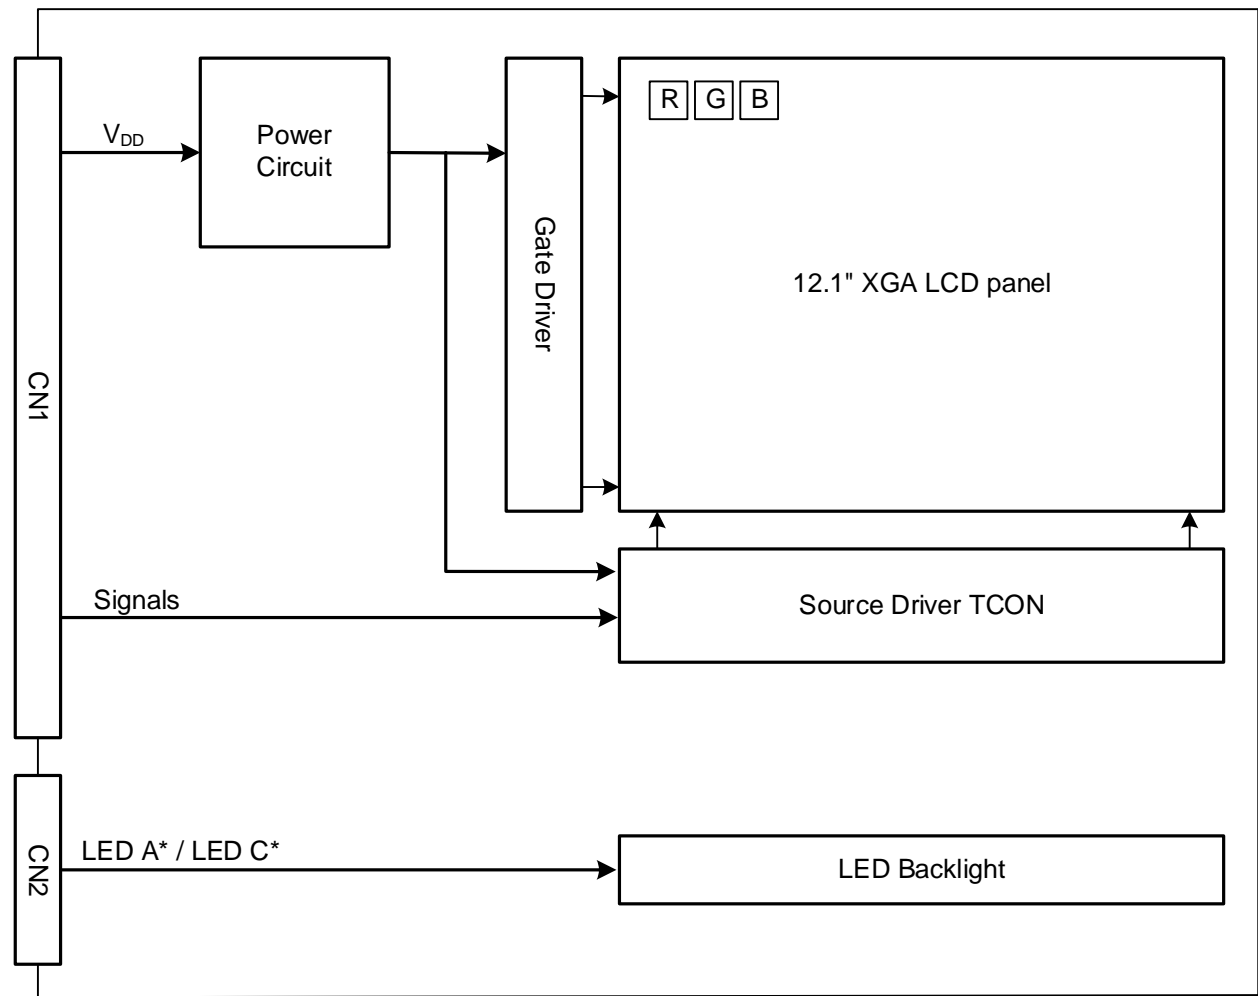 R G B
V_DD
Power
Circuit
Gate Driver
12.1" XGA LCD panel
CN1
Signals
Source Driver TCON
LED A* / LED C*
CN2
LED Backlight